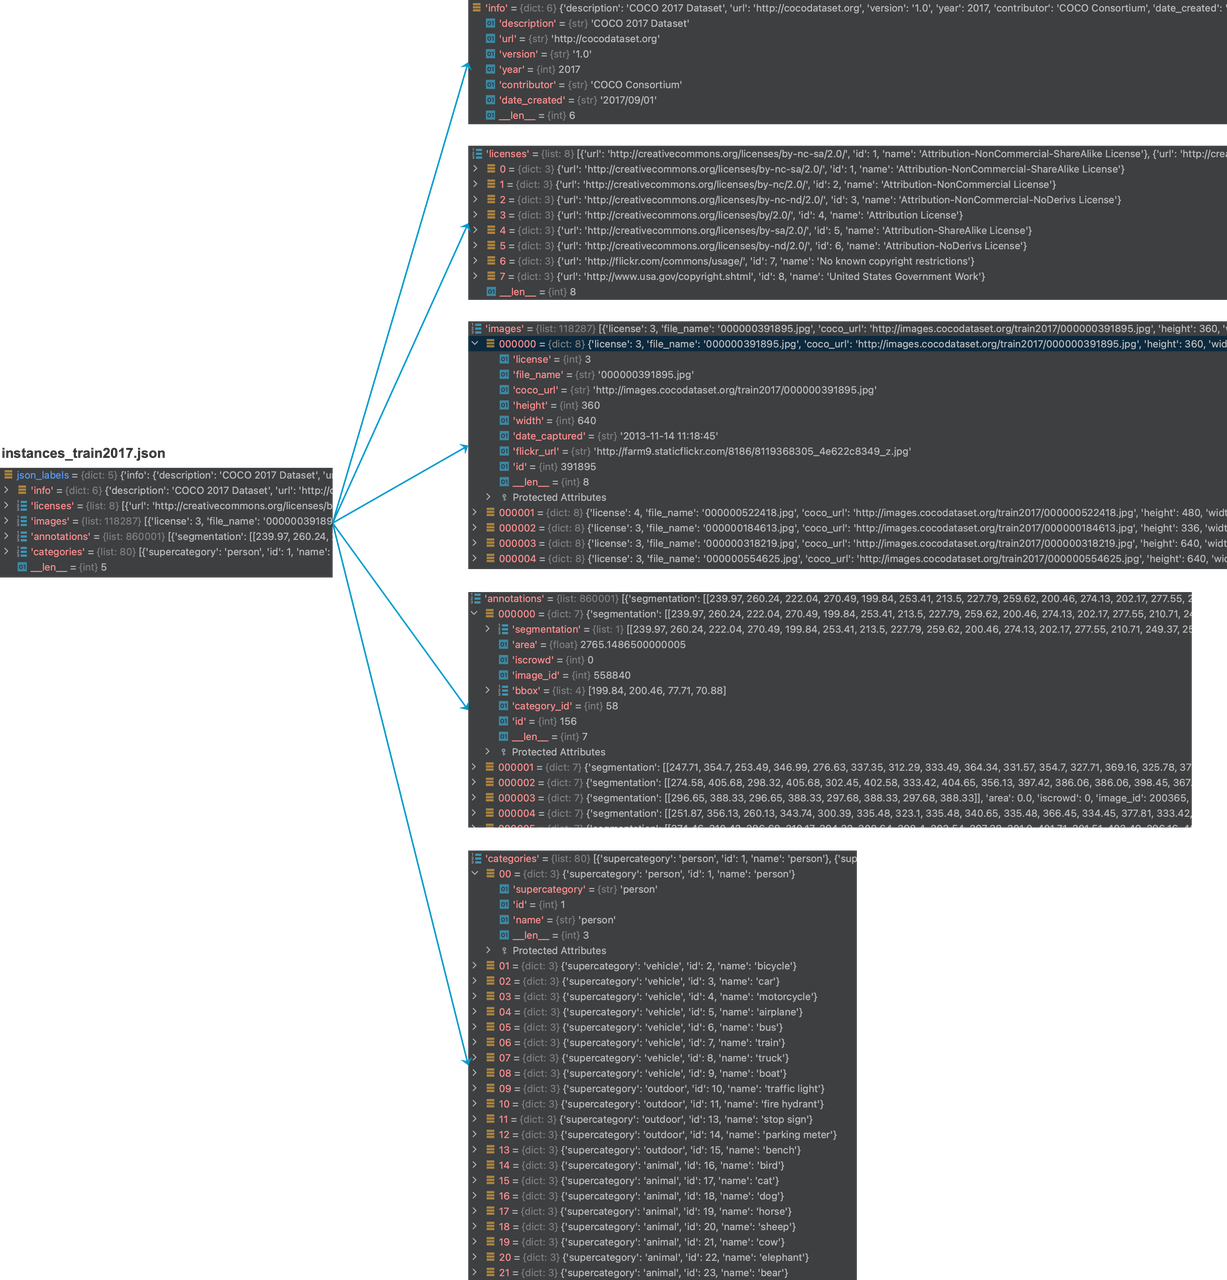 'info' = {dict: 6} {'description': 'COCO 2017 Dataset', 'url': 'http://cocodataset.org', 'version': '1.0', 'year': 2017, 'contributor': 'COCO Consortium', 'date_created': '
'description' = {str} 'COCO 2017 Dataset'
'url' = {str} 'http://cocodataset.org'
'version' = {str} '1.0'
'year' = {int} 2017
'contributor' = {str} 'COCO Consortium'
'date_created' = {str} '2017/09/01'
__len__ = {int} 6
'licenses' = {list: 8} [{'url': 'http://creativecommons.org/licenses/by-nc-sa/2.0/', 'id': 1, 'name': 'Attribution-NonCommercial-ShareAlike License'}, {'url': 'http://crea
0 = {dict: 3} {'url': 'http://creativecommons.org/licenses/by-nc-sa/2.0/', 'id': 1, 'name': 'Attribution-NonCommercial-ShareAlike License'}
1 = {dict: 3} {'url': 'http://creativecommons.org/licenses/by-nc/2.0/', 'id': 2, 'name': 'Attribution-NonCommercial License'}
2 = {dict: 3} {'url': 'http://creativecommons.org/licenses/by-nc-nd/2.0/', 'id': 3, 'name': 'Attribution-NonCommercial-NoDerivs License'}
3 = {dict: 3} {'url': 'http://creativecommons.org/licenses/by/2.0/', 'id': 4, 'name': 'Attribution License'}
4 = {dict: 3} {'url': 'http://creativecommons.org/licenses/by-sa/2.0/', 'id': 5, 'name': 'Attribution-ShareAlike License'}
5 = {dict: 3} {'url': 'http://creativecommons.org/licenses/by-nd/2.0/', 'id': 6, 'name': 'Attribution-NoDerivs License'}
6 = {dict: 3} {'url': 'http://flickr.com/commons/usage/', 'id': 7, 'name': 'No known copyright restrictions'}
7 = {dict: 3} {'url': 'http://www.usa.gov/copyright.shtml', 'id': 8, 'name': 'United States Government Work'}
__len__ = {int} 8
'images' = {list: 118287} [{'license': 3, 'file_name': '000000391895.jpg', 'coco_url': 'http://images.cocodataset.org/train2017/000000391895.jpg', 'height': 360, 'w
000000 = {dict: 8} {'license': 3, 'file_name': '000000391895.jpg', 'coco_url': 'http://images.cocodataset.org/train2017/000000391895.jpg', 'height': 360, 'wid
'license' = {int} 3
'file_name' = {str} '000000391895.jpg'
'coco_url' = {str} 'http://images.cocodataset.org/train2017/000000391895.jpg'
'height' = {int} 360
'width' = {int} 640
'date_captured' = {str} '2013-11-14 11:18:45'
'flickr_url' = {str} 'http://farm9.staticflickr.com/8186/8119368305_4e622c8349_z.jpg'
'id' = {int} 391895
__len__ = {int} 8
Protected Attributes
000001 = {dict: 8} {'license': 4, 'file_name': '000000522418.jpg', 'coco_url': 'http://images.cocodataset.org/train2017/000000522418.jpg', 'height': 480, 'widt
000002 = {dict: 8} {'license': 3, 'file_name': '000000184613.jpg', 'coco_url': 'http://images.cocodataset.org/train2017/000000184613.jpg', 'height': 336, 'widt
000003 = {dict: 8} {'license': 3, 'file_name': '000000318219.jpg', 'coco_url': 'http://images.cocodataset.org/train2017/000000318219.jpg', 'height': 640, 'widt
000004 = {dict: 8} {'license': 3, 'file_name': '000000554625.jpg', 'coco_url': 'http://images.cocodataset.org/train2017/000000554625.jpg', 'height': 640, 'widt
instances_train2017.json
json_labels = {dict: 5} {'info': {'description': 'COCO 2017 Dataset', 'u
'info' = {dict: 6} {'description': 'COCO 2017 Dataset', 'url': 'http://c
'licenses' = {list: 8} [{'url': 'http://creativecommons.org/licenses/b
'images' = {list: 118287} [{'license': 3, 'file_name': '00000039189
'annotations' = {list: 860001} [{'segmentation': [[239.97, 260.24,
'categories' = {list: 80} [{'supercategory': 'person', 'id': 1, 'name':
__len__ = {int} 5
'annotations' = {list: 860001} [{'segmentation': [[239.97, 260.24, 222.04, 270.49, 199.84, 253.41, 213.5, 227.79, 259.62, 200.46, 274.13, 202.17, 277.55, 2
000000 = {dict: 7} {'segmentation': [[239.97, 260.24, 222.04, 270.49, 199.84, 253.41, 213.5, 227.79, 259.62, 200.46, 274.13, 202.17, 277.55, 210.71, 24
'segmentation' = {list: 1} [[239.97, 260.24, 222.04, 270.49, 199.84, 253.41, 213.5, 227.79, 259.62, 200.46, 274.13, 202.17, 277.55, 210.71, 249.37, 25
'area' = {float} 2765.1486500000005
'iscrowd' = {int} 0
'image_id' = {int} 558840
'bbox' = {list: 4} [199.84, 200.46, 77.71, 70.88]
'category_id' = {int} 58
'id' = {int} 156
__len__ = {int} 7
Protected Attributes
000001 = {dict: 7} {'segmentation': [[247.71, 354.7, 253.49, 346.99, 276.63, 337.35, 312.29, 333.49, 364.34, 331.57, 354.7, 327.71, 369.16, 325.78, 37
000002 = {dict: 7} {'segmentation': [[274.58, 405.68, 298.32, 405.68, 302.45, 402.58, 333.42, 404.65, 356.13, 397.42, 386.06, 386.06, 398.45, 367.
000003 = {dict: 7} {'segmentation': [[296.65, 388.33, 296.65, 388.33, 297.68, 388.33, 297.68, 388.33]], 'area': 0.0, 'iscrowd': 0, 'image_id': 200365,
000004 = {dict: 7} {'segmentation': [[251.87, 356.13, 260.13, 343.74, 300.39, 335.48, 323.1, 335.48, 340.65, 335.48, 366.45, 334.45, 377.81, 333.42,
'categories' = {list: 80} [{'supercategory': 'person', 'id': 1, 'name': 'person'}, {'sup
00 = {dict: 3} {'supercategory': 'person', 'id': 1, 'name': 'person'}
'supercategory' = {str} 'person'
'id' = {int} 1
'name' = {str} 'person'
__len__ = {int} 3
Protected Attributes
01 = {dict: 3} {'supercategory': 'vehicle', 'id': 2, 'name': 'bicycle'}
02 = {dict: 3} {'supercategory': 'vehicle', 'id': 3, 'name': 'car'}
03 = {dict: 3} {'supercategory': 'vehicle', 'id': 4, 'name': 'motorcycle'}
04 = {dict: 3} {'supercategory': 'vehicle', 'id': 5, 'name': 'airplane'}
05 = {dict: 3} {'supercategory': 'vehicle', 'id': 6, 'name': 'bus'}
06 = {dict: 3} {'supercategory': 'vehicle', 'id': 7, 'name': 'train'}
07 = {dict: 3} {'supercategory': 'vehicle', 'id': 8, 'name': 'truck'}
08 = {dict: 3} {'supercategory': 'vehicle', 'id': 9, 'name': 'boat'}
09 = {dict: 3} {'supercategory': 'outdoor', 'id': 10, 'name': 'traffic light'}
10 = {dict: 3} {'supercategory': 'outdoor', 'id': 11, 'name': 'fire hydrant'}
11 = {dict: 3} {'supercategory': 'outdoor', 'id': 13, 'name': 'stop sign'}
12 = {dict: 3} {'supercategory': 'outdoor', 'id': 14, 'name': 'parking meter'}
13 = {dict: 3} {'supercategory': 'outdoor', 'id': 15, 'name': 'bench'}
14 = {dict: 3} {'supercategory': 'animal', 'id': 16, 'name': 'bird'}
15 = {dict: 3} {'supercategory': 'animal', 'id': 17, 'name': 'cat'}
16 = {dict: 3} {'supercategory': 'animal', 'id': 18, 'name': 'dog'}
17 = {dict: 3} {'supercategory': 'animal', 'id': 19, 'name': 'horse'}
18 = {dict: 3} {'supercategory': 'animal', 'id': 20, 'name': 'sheep'}
19 = {dict: 3} {'supercategory': 'animal', 'id': 21, 'name': 'cow'}
20 = {dict: 3} {'supercategory': 'animal', 'id': 22, 'name': 'elephant'}
21 = {dict: 3} {'supercategory': 'animal', 'id': 23, 'name': 'bear'}